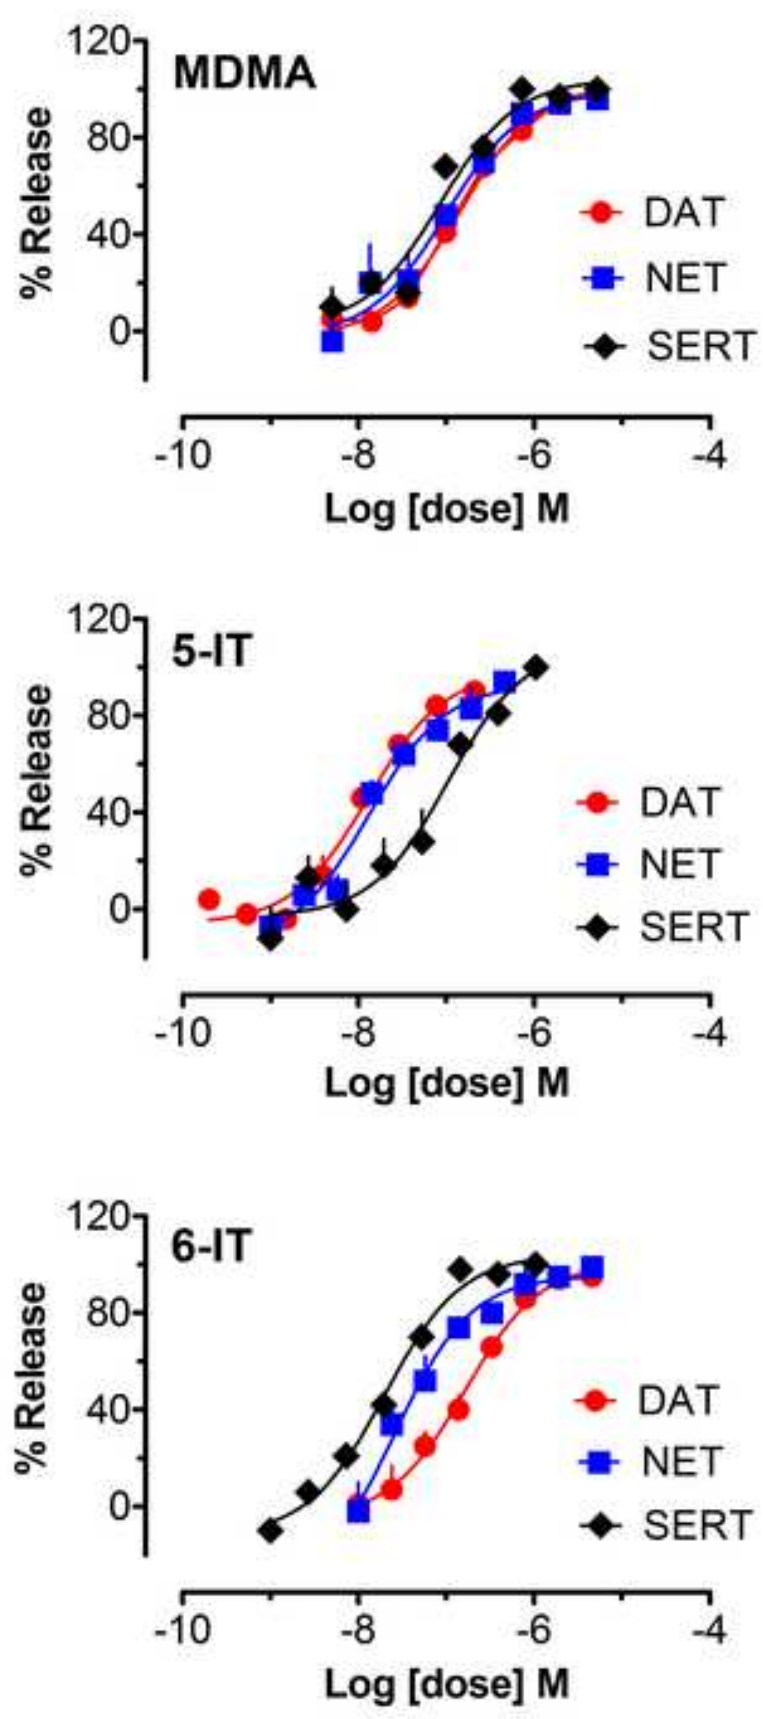 120
MDMA
80
% Release
DAT
40
NET
0
SERT
-10 -8 -6 -4
Log [dose] M
120
5-IT
80
% Release
DAT
40
NET
0
SERT
-10 -8 -6 -4
Log [dose] M
120
6-IT
80
% Release
DAT
40
NET
0
SERT
-10 -8 -6 -4
Log [dose] M